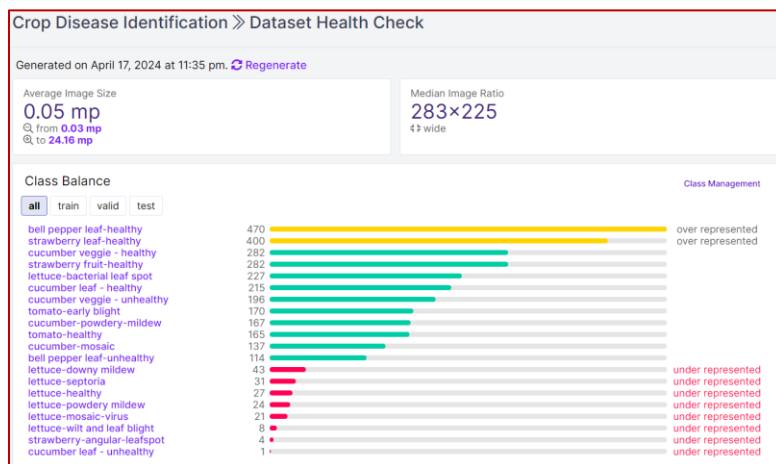 Crop Disease Identification ≫ Dataset Health Check
Generated on April 17, 2024 at 11:35 pm. Regenerate
Average Image Size
0.05 mp
from 0.03 mp
to 24.16 mp
Median Image Ratio
283×225
wide
Class Balance
Class Management
all train valid test
bell pepper leaf-healthy 470 over represented
strawberry leaf-healthy 400 over represented
cucumber veggie - healthy 282
strawberry fruit-healthy 282
lettuce-bacterial leaf spot 227
cucumber leaf - healthy 215
cucumber veggie - unhealthy 196
tomato-early blight 170
cucumber-powdery-mildew 167
tomato-healthy 165
cucumber-mosaic 137
bell pepper leaf-unhealthy 114
lettuce-downy mildew 43 under represented
lettuce-septoria 31 under represented
lettuce-healthy 27 under represented
lettuce-powdery mildew 24 under represented
lettuce-mosaic-virus 21 under represented
lettuce-wilt and leaf blight 8 under represented
strawberry-angular-leafspot 4 under represented
cucumber leaf - unhealthy 1 under represented